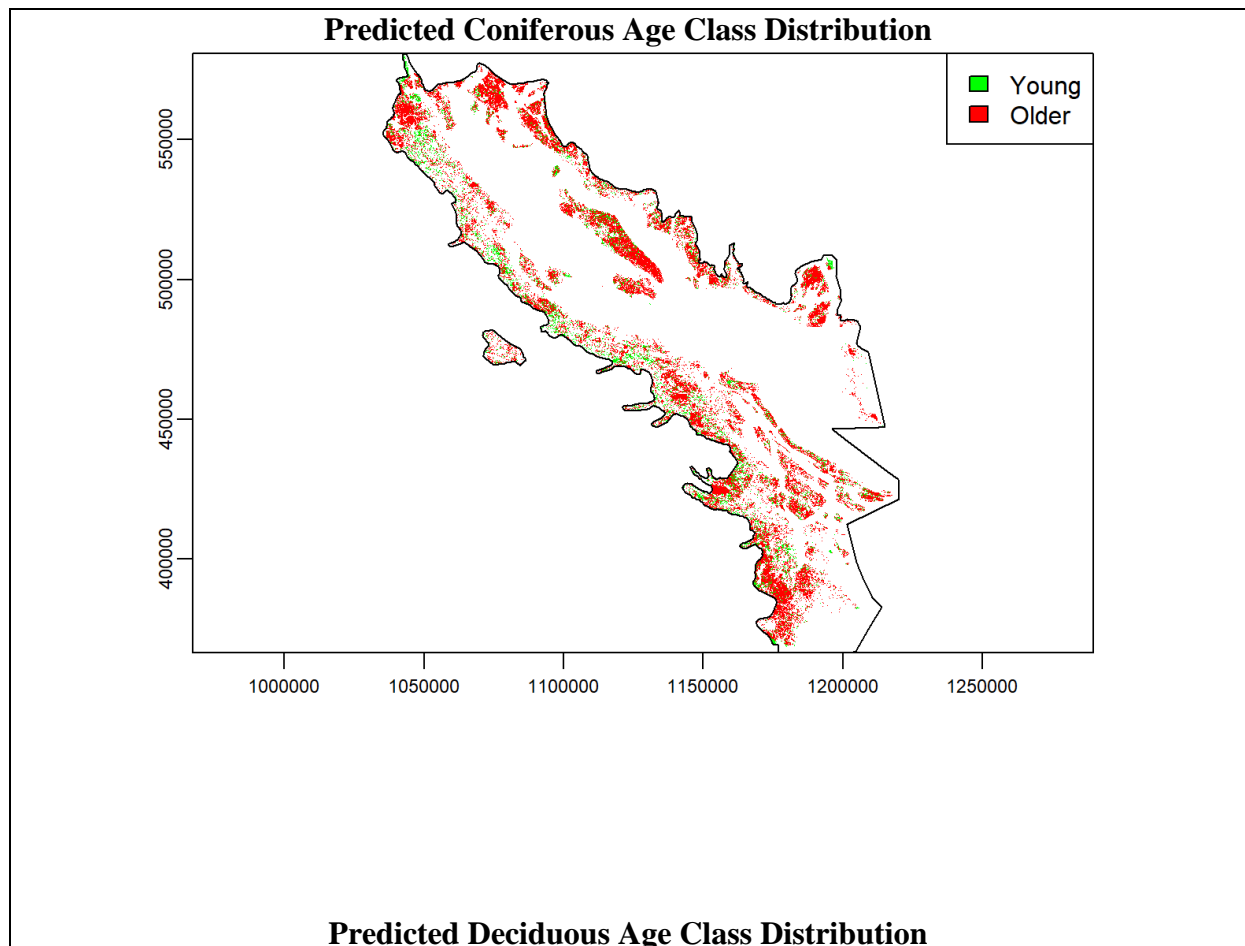 Predicted Coniferous Age Class Distribution
Young
Older
550000
500000
450000
400000
1000000 1050000 1100000 1150000 1200000 1250000
Predicted Deciduous Age Class Distribution